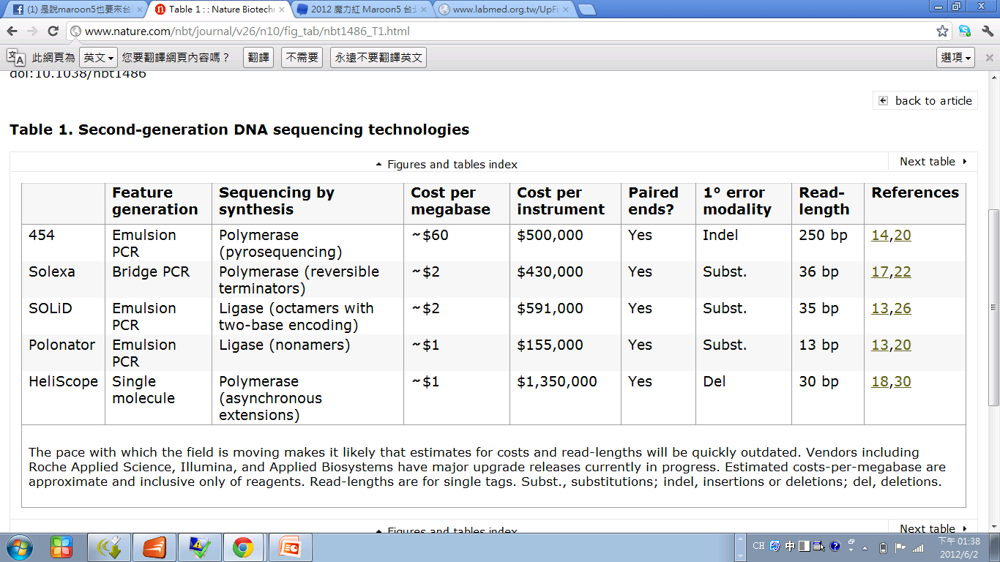 (1) 是說maroon5也要來台
Table 1 : : Nature Biotech
2012 魔力紅 Maroon5 台
www.labmed.org.tw/UpFi
www.nature.com/nbt/journal/v26/n10/fig_tab/nbt1486_T1.html
此網頁為 英文 您要翻譯網頁內容嗎？ 翻譯 不需要 永遠不要翻譯英文 選項
doi:10.1038/nbt1486
back to article
Table 1. Second-generation DNA sequencing technologies
Figures and tables index
Next table
Feature generation Sequencing by synthesis Cost per megabase Cost per instrument Paired ends? 1° error modality Read-length References
454 Emulsion PCR Polymerase (pyrosequencing) ~$60 $500,000 Yes Indel 250 bp 14,20
Solexa Bridge PCR Polymerase (reversible terminators) ~$2 $430,000 Yes Subst. 36 bp 17,22
SOLiD Emulsion PCR Ligase (octamers with two-base encoding) ~$2 $591,000 Yes Subst. 35 bp 13,26
Polonator Emulsion PCR Ligase (nonamers) ~$1 $155,000 Yes Subst. 13 bp 13,20
HeliScope Single molecule Polymerase (asynchronous extensions) ~$1 $1,350,000 Yes Del 30 bp 18,30
The pace with which the field is moving makes it likely that estimates for costs and read-lengths will be quickly outdated. Vendors including
Roche Applied Science, Illumina, and Applied Biosystems have major upgrade releases currently in progress. Estimated costs-per-megabase are
approximate and inclusive only of reagents. Read-lengths are for single tags. Subst., substitutions; indel, insertions or deletions; del, deletions.
Figures and tables index
Next table
CH 中
下午 01:38
2012/6/2